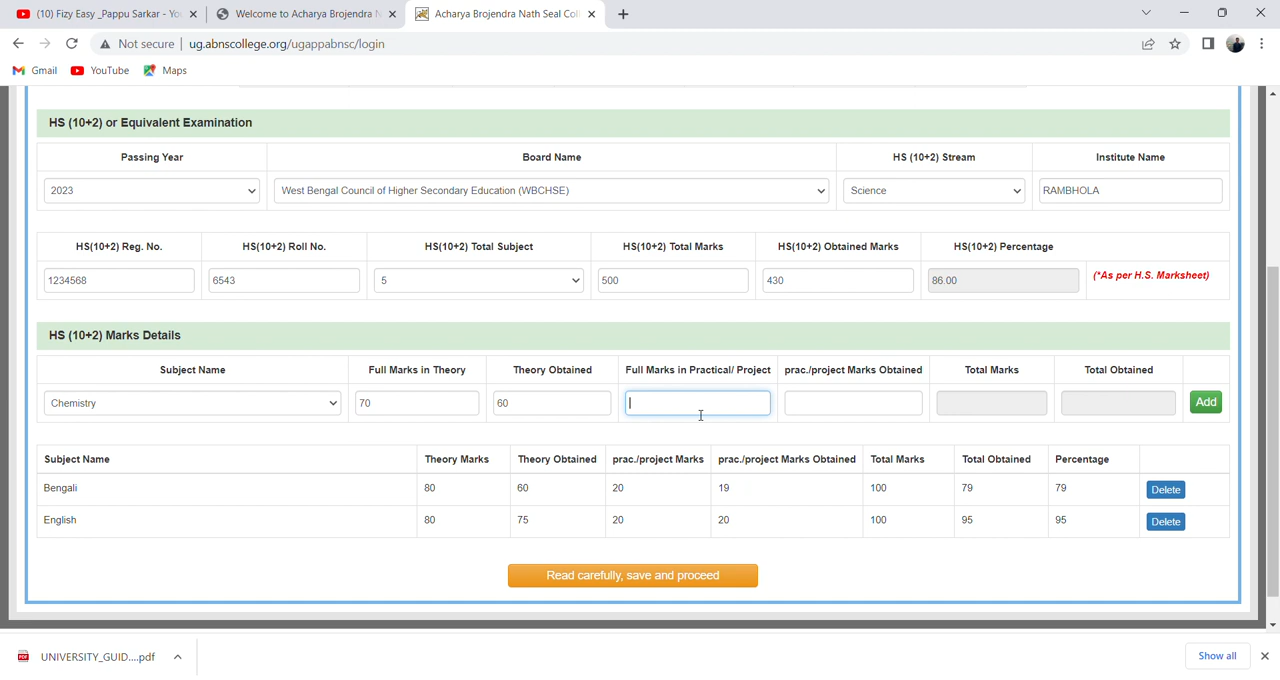 (10) Fizy Easy _Pappu Sarkar - Yo
Welcome to Acharya Brojendra N
Acharya Brojendra Nath Seal Coll
Not secure | ug.abnscollege.org/ugappabnsc/login
Gmail YouTube Maps
HS (10+2) or Equivalent Examination
Passing Year Board Name HS (10+2) Stream Institute Name
2023 West Bengal Council of Higher Secondary Education (WBCHSE) Science RAMBHOLA
HS(10+2) Reg. No. HS(10+2) Roll No. HS(10+2) Total Subject HS(10+2) Total Marks HS(10+2) Obtained Marks HS(10+2) Percentage
1234568 6543 5 500 430 86.00 (*As per H.S. Marksheet)
HS (10+2) Marks Details
Subject Name Full Marks in Theory Theory Obtained Full Marks in Practical/ Project prac./project Marks Obtained Total Marks Total Obtained
Chemistry 70 60 Add
Subject Name Theory Marks Theory Obtained prac./project Marks prac./project Marks Obtained Total Marks Total Obtained Percentage
Bengali 80 60 20 19 100 79 79 Delete
English 80 75 20 20 100 95 95 Delete
Read carefully, save and proceed
PDF UNIVERSITY_GUID....pdf Show all